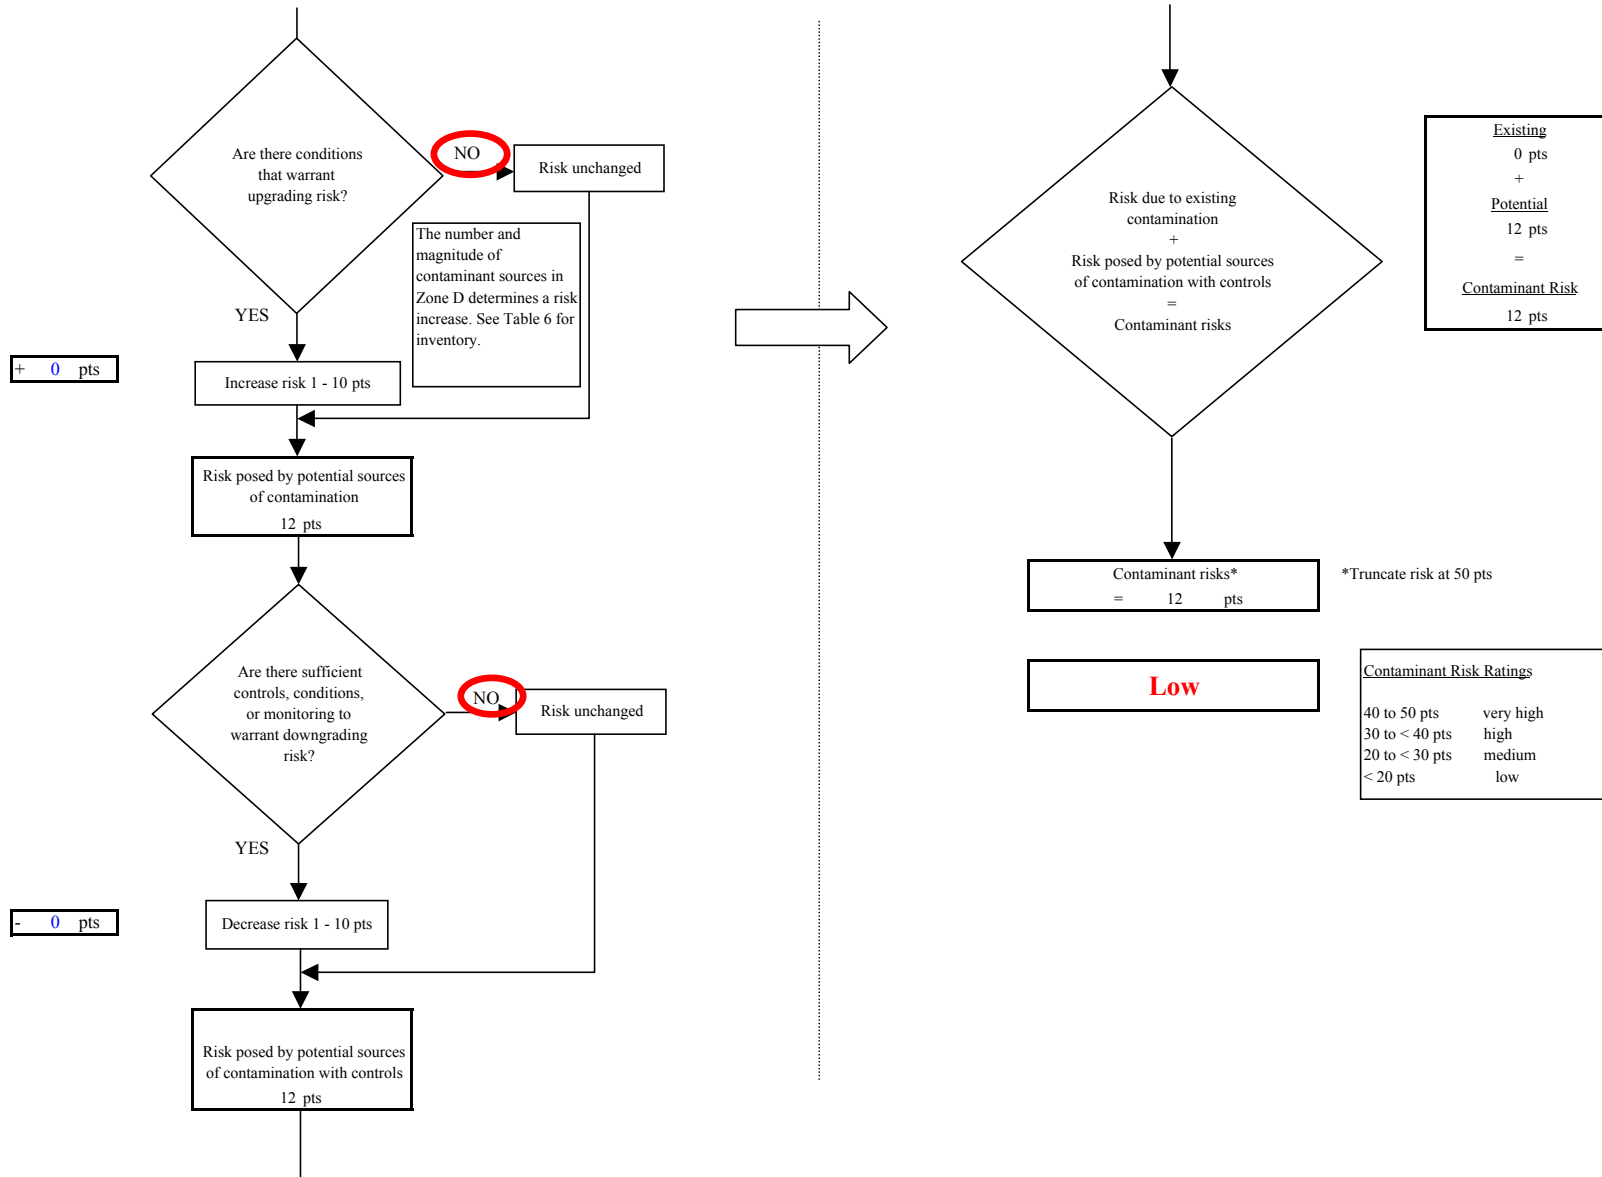 Are there conditions
that warrant
upgrading risk?
NO
Risk unchanged
The number and
magnitude of
contaminant sources in
Zone D determines a risk
increase. See Table 6 for
inventory.
YES
+ 0 pts
Increase risk 1 - 10 pts
Risk posed by potential sources
of contamination
12 pts
Are there sufficient
controls, conditions,
or monitoring to
warrant downgrading
risk?
NO
Risk unchanged
YES
- 0 pts
Decrease risk 1 - 10 pts
Risk posed by potential sources
of contamination with controls
12 pts
Risk due to existing
contamination
+
Risk posed by potential sources
of contamination with controls
=
Contaminant risks
Existing
0 pts
+
Potential
12 pts
=
Contaminant Risk
12 pts
Contaminant risks*
= 12 pts
*Truncate risk at 50 pts
Low
Contaminant Risk Ratings
40 to 50 pts very high
30 to < 40 pts high
20 to < 30 pts medium
< 20 pts low